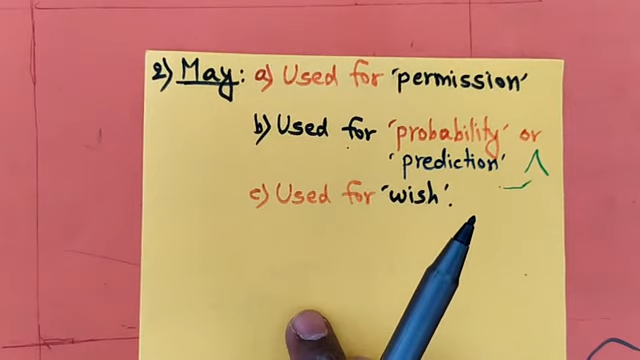 2) May: a) Used for 'permission'
b) Used for 'probability' or
'prediction'
c) Used for 'wish'.